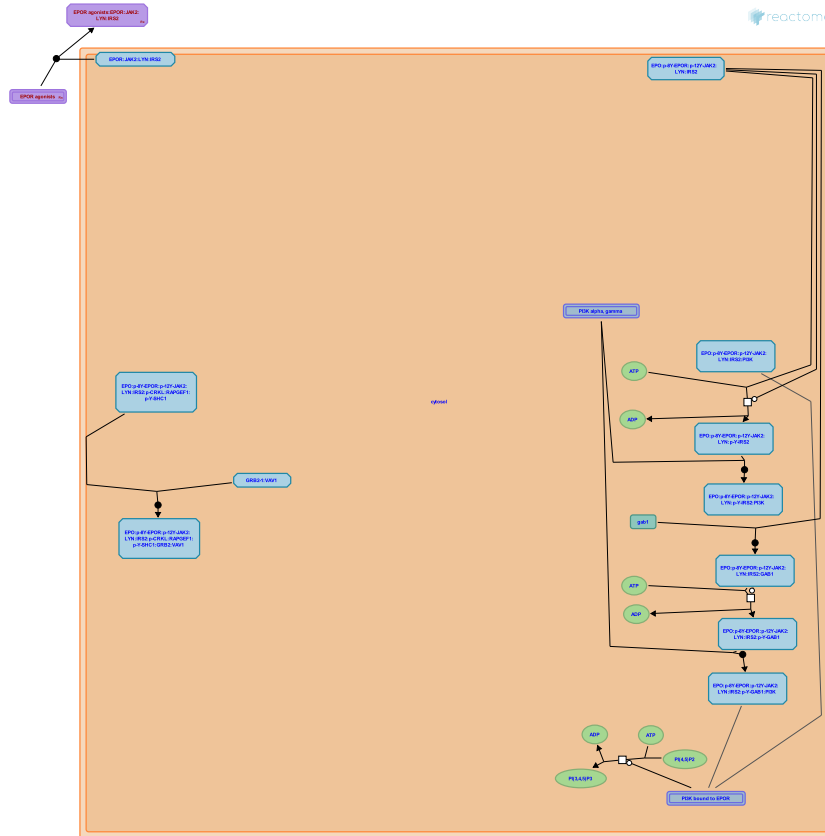 EPOR agonists:EPOR:JAK2:
LYN:IRS2
reactome
EPOR:JAK2:LYN:IRS2
EPO:p-8Y-EPOR:p-12Y-JAK2:
LYN:IRS2
EPOR agonists
PI3K alpha, gamma
EPO:p-8Y-EPOR:p-12Y-JAK2:
LYN:IRS2:PI3K
ATP
EPO:p-8Y-EPOR:p-12Y-JAK2:
LYN:IRS2:p-CRKL:RAPGEF1:
p-Y-SHC1
cytosol
ADP
EPO:p-8Y-EPOR:p-12Y-JAK2:
LYN:p-Y-IRS2
GRB2-1:VAV1
EPO:p-8Y-EPOR:p-12Y-JAK2:
LYN:p-Y-IRS2:PI3K
gab1
EPO:p-8Y-EPOR:p-12Y-JAK2:
LYN:IRS2:p-CRKL:RAPGEF1:
p-Y-SHC1:GRB2:VAV1
EPO:p-8Y-EPOR:p-12Y-JAK2:
LYN:IRS2:GAB1
ATP
ADP
EPO:p-8Y-EPOR:p-12Y-JAK2:
LYN:IRS2:p-Y-GAB1
EPO:p-8Y-EPOR:p-12Y-JAK2:
LYN:IRS2:p-Y-GAB1:PI3K
ADP
ATP
PI(4,5)P2
PI(3,4,5)P3
PI3K bound to EPOR